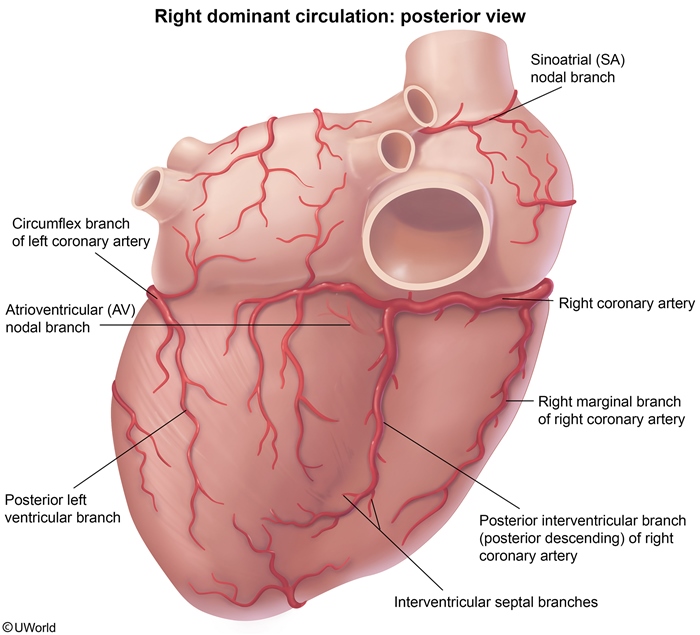 Right dominant circulation: posterior view
Sinoatrial (SA)
nodal branch
Circumflex branch
of left coronary artery
Atrioventricular (AV)
nodal branch
Right coronary artery
Right marginal branch
of right coronary artery
Posterior left
ventricular branch
Posterior interventricular branch
(posterior descending) of right
coronary artery
Interventricular septal branches
©UWorld